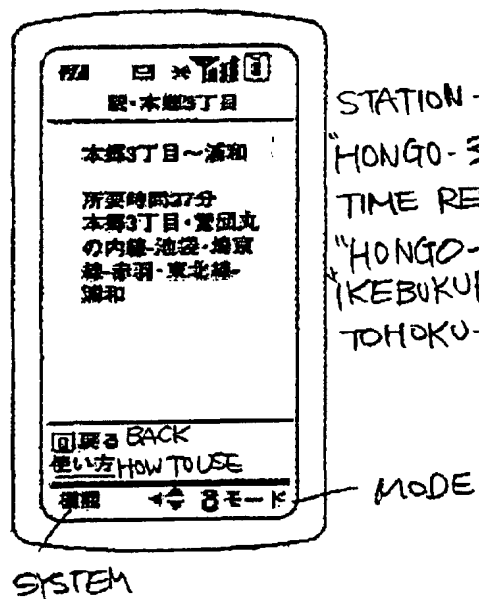 駅・本郷3丁目
本郷3丁目～浦和
所要時間27分
本郷3丁目・営団丸
の内線-池袋・埼京
線-赤羽・東北線-
浦和
0 戻る BACK
使い方 HOW TO USE
モード
STATION-
"HONGO-3
TIME RE
"HONGO-
IKEBUKU
TOHOKU-
MODE
SYSTEM